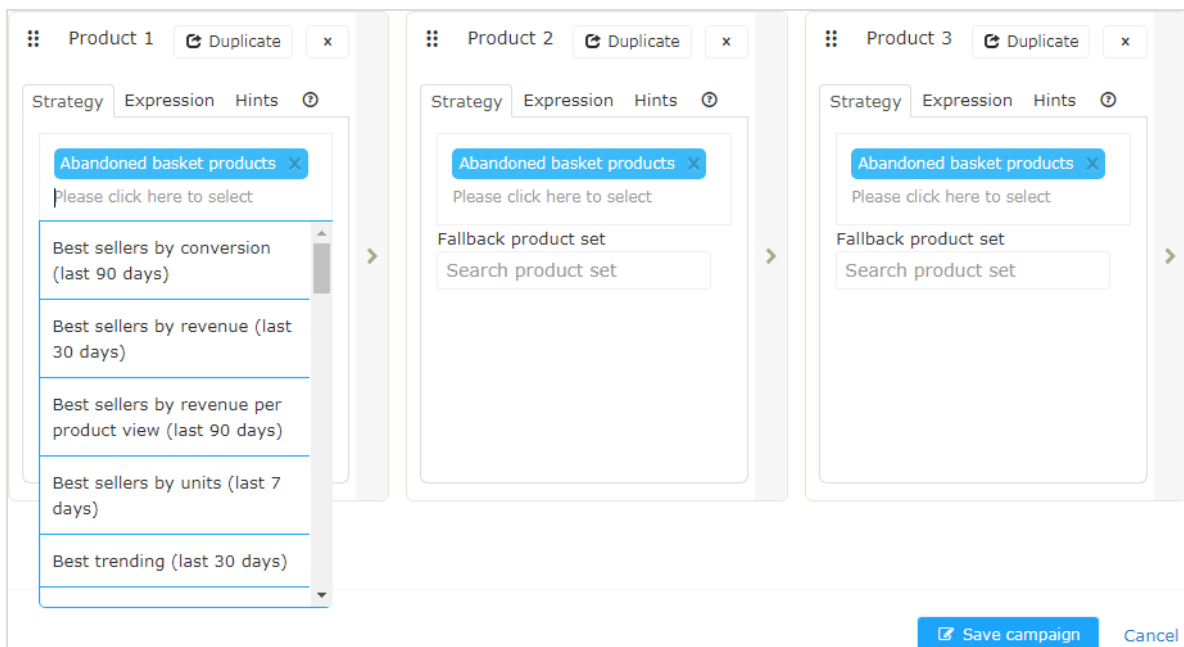 Product 1 Duplicate x
Strategy Expression Hints ?
Abandoned basket products X
Please click here to select
Best sellers by conversion
(last 90 days)
Best sellers by revenue (last
30 days)
Best sellers by revenue per
product view (last 90 days)
Best sellers by units (last 7
days)
Best trending (last 30 days)
Product 2 Duplicate x
Strategy Expression Hints ?
Abandoned basket products X
Please click here to select
Fallback product set
Search product set
Product 3 Duplicate x
Strategy Expression Hints ?
Abandoned basket products X
Please click here to select
Fallback product set
Search product set
Save campaign Cancel